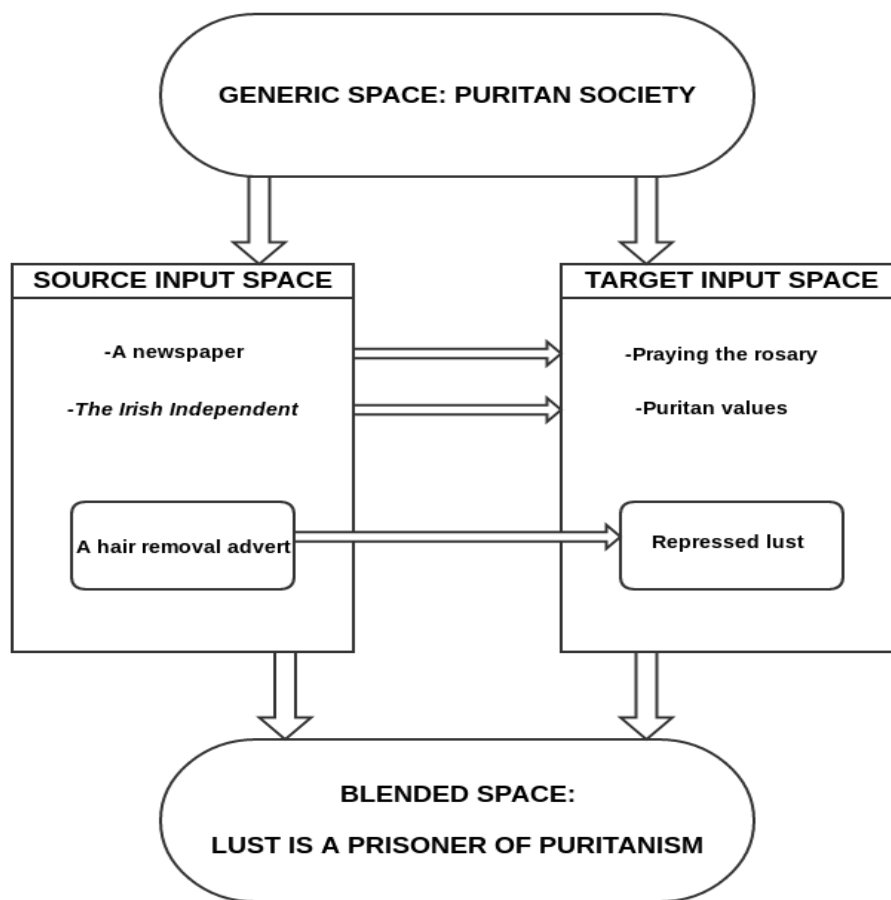 GENERIC SPACE: PURITAN SOCIETY
SOURCE INPUT SPACE
-A newspaper
-The Irish Independent
A hair removal advert
TARGET INPUT SPACE
-Praying the rosary
-Puritan values
Repressed lust
BLENDED SPACE:
LUST IS A PRISONER OF PURITANISM